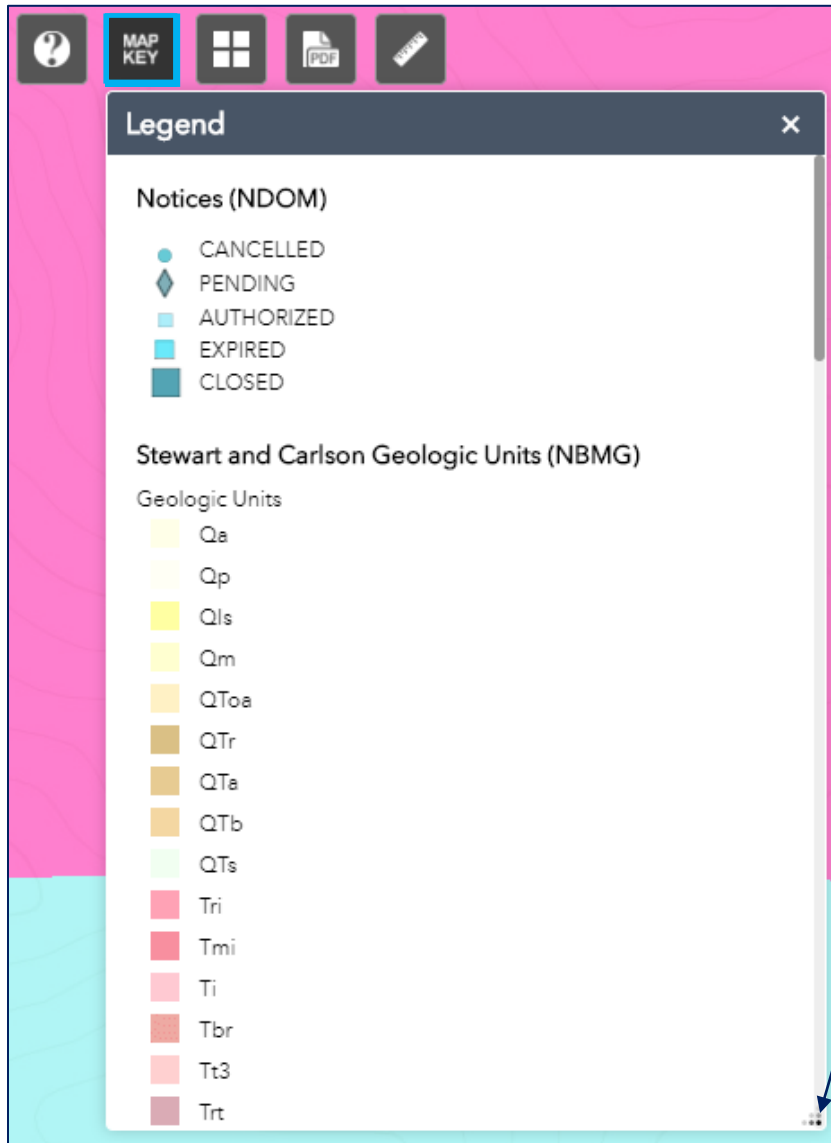 ?
MAP
KEY
PDF
Legend
×
Notices (NDOM)
CANCELLED
PENDING
AUTHORIZED
EXPIRED
CLOSED
Stewart and Carlson Geologic Units (NBMG)
Geologic Units
Qa
Qp
Qls
Qm
QToa
QTr
QTa
QTb
QTs
Tri
Tmi
Ti
Tbr
Tt3
Trt